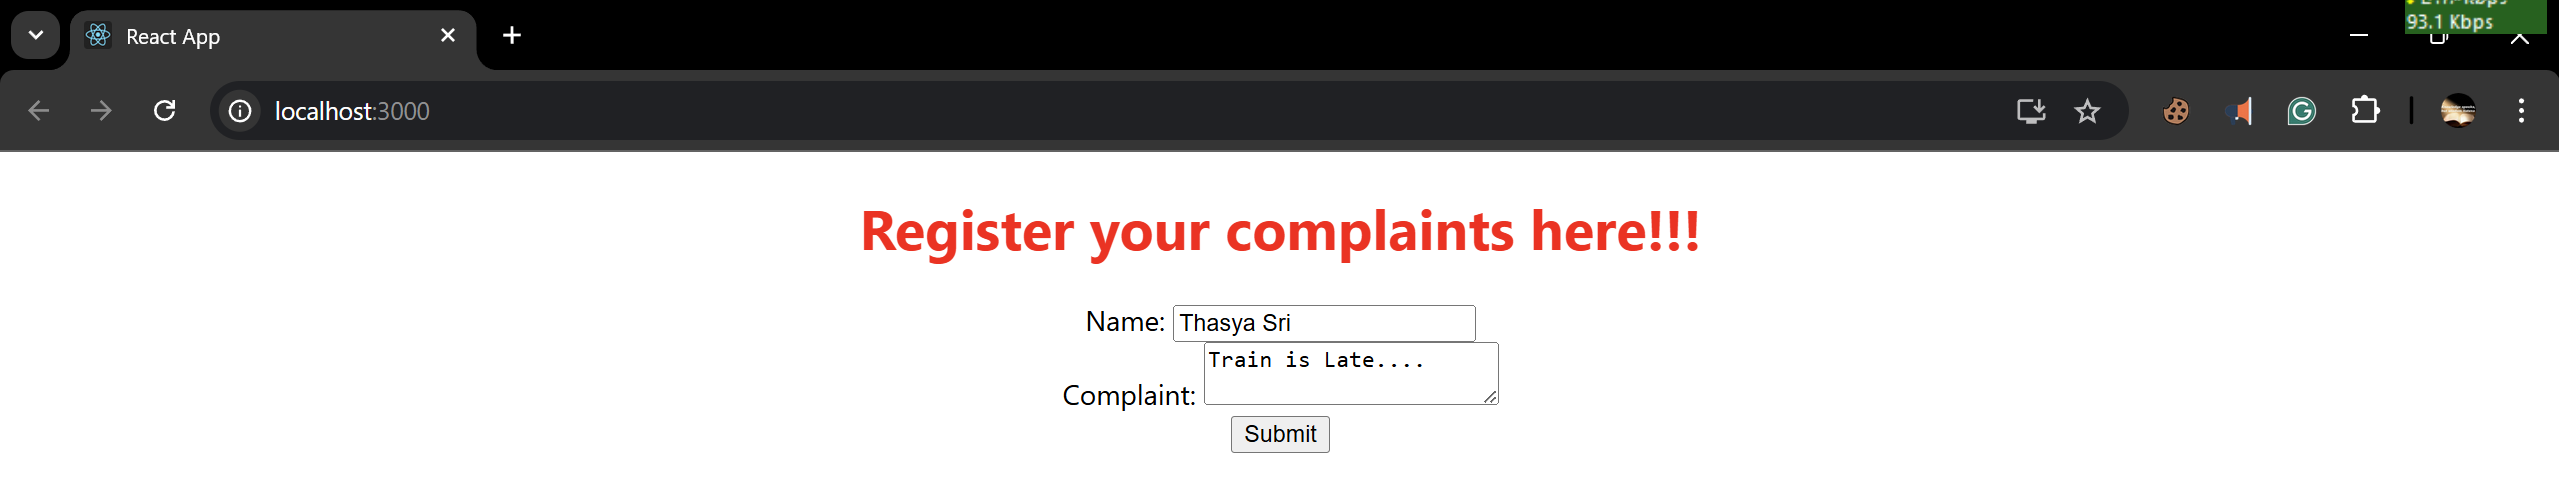 React App
93.1 Kbps
localhost:3000
Register your complaints here!!!
Name: Thasya Sri
Train is Late....
Complaint:
Submit